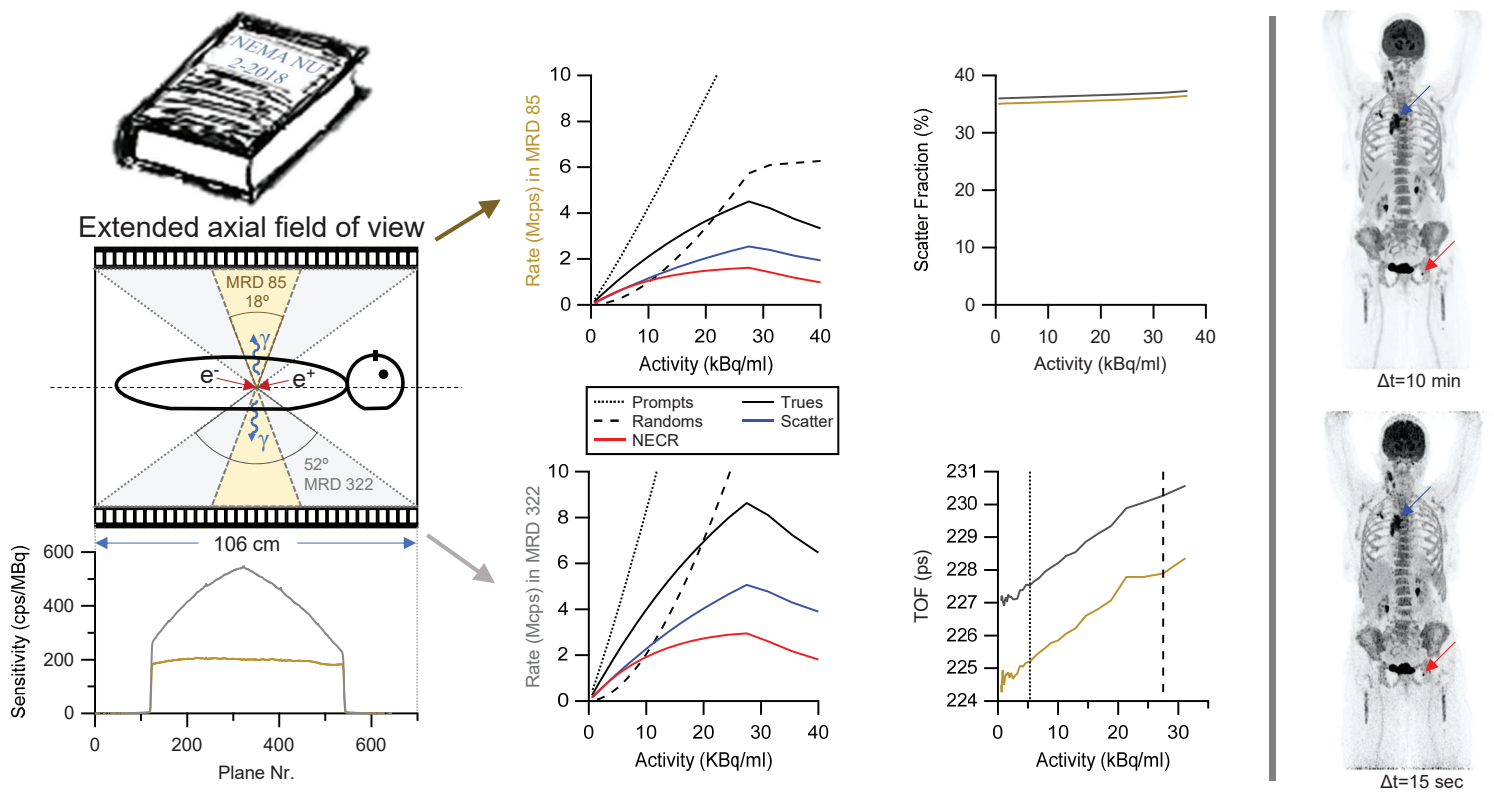 NEMA NU
2-2018
Extended axial field of view
MRD 85
18º
γ
e-
e+
γ
52º
MRD 322
106 cm
Sensitivity (cps/MBq)
600
400
200
0
0
200
400
600
Plane Nr.
Rate (Mcps) in MRD 85
10
8
6
4
2
0
0
10
20
30
40
Activity (kBq/ml)
Scatter Fraction (%)
40
30
20
10
0
0
10
20
30
40
Activity (kBq/ml)
Prompts
Trues
Randoms
Scatter
NECR
Rate (Mcps) in MRD 322
10
8
6
4
2
0
0
10
20
30
40
Activity (KBq/ml)
TOF (ps)
231
230
229
228
227
226
225
224
0
10
20
30
Activity (kBq/ml)
Δt=10 min
Δt=15 sec